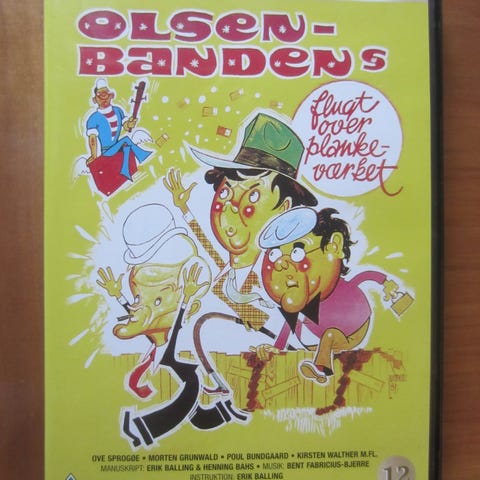 OLSEN-
BANDENS
flugt
over
planke-
værket
OVE SPROGØE • MORTEN GRUNWALD • POUL BUNDGAARD • KIRSTEN WALTHER M.FL.
MANUSKRIPT: ERIK BALLING & HENNING BAHS • MUSIK: BENT FABRICIUS-BJERRE
INSTRUKTION: ERIK BALLING
12